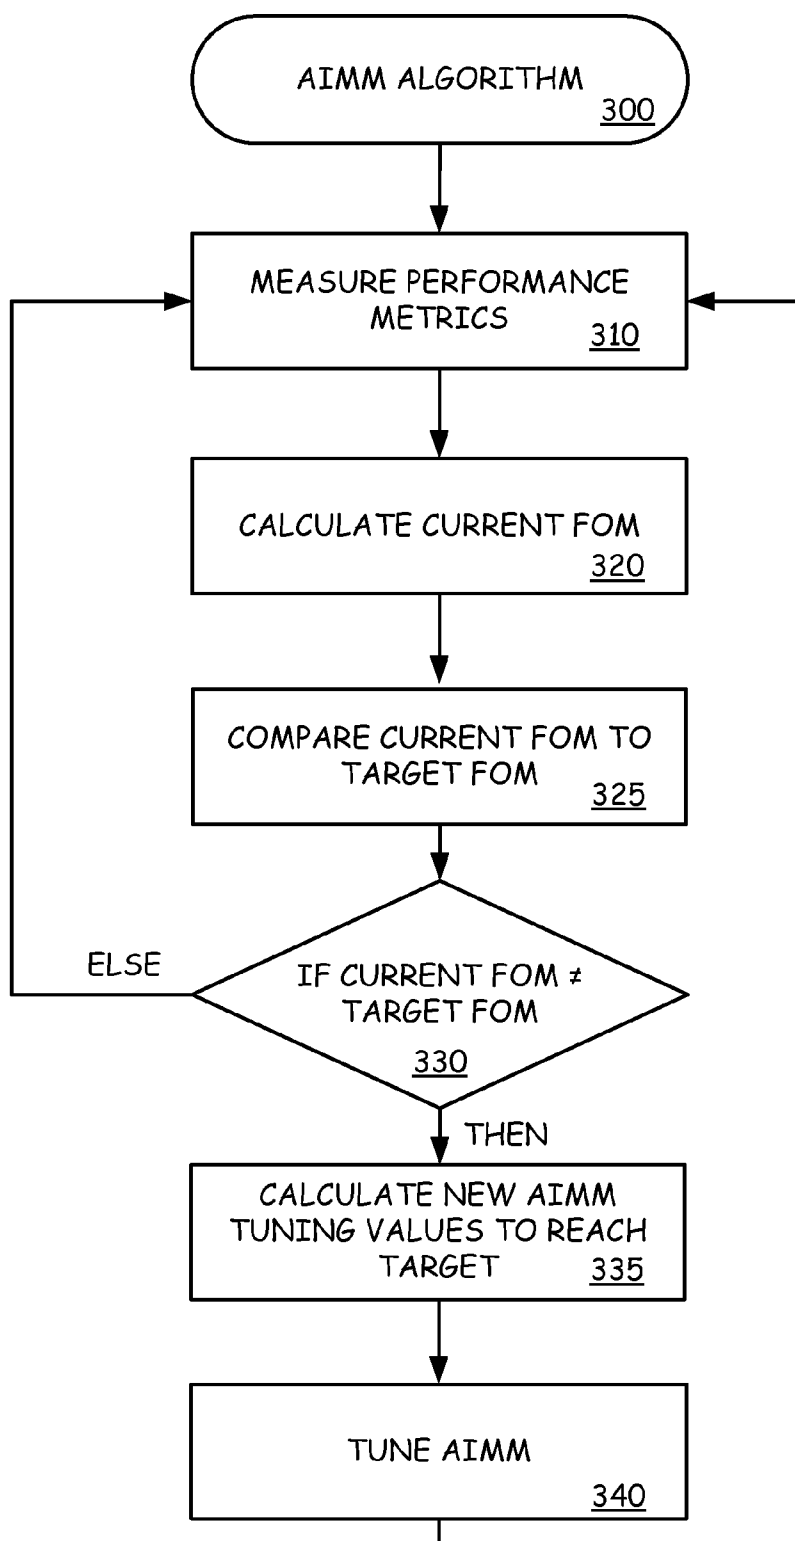 AIMM ALGORITHM
300
MEASURE PERFORMANCE
METRICS
310
CALCULATE CURRENT FOM
320
COMPARE CURRENT FOM TO
TARGET FOM
325
ELSE
IF CURRENT FOM ≠
TARGET FOM
330
THEN
CALCULATE NEW AIMM
TUNING VALUES TO REACH
TARGET
335
TUNE AIMM
340